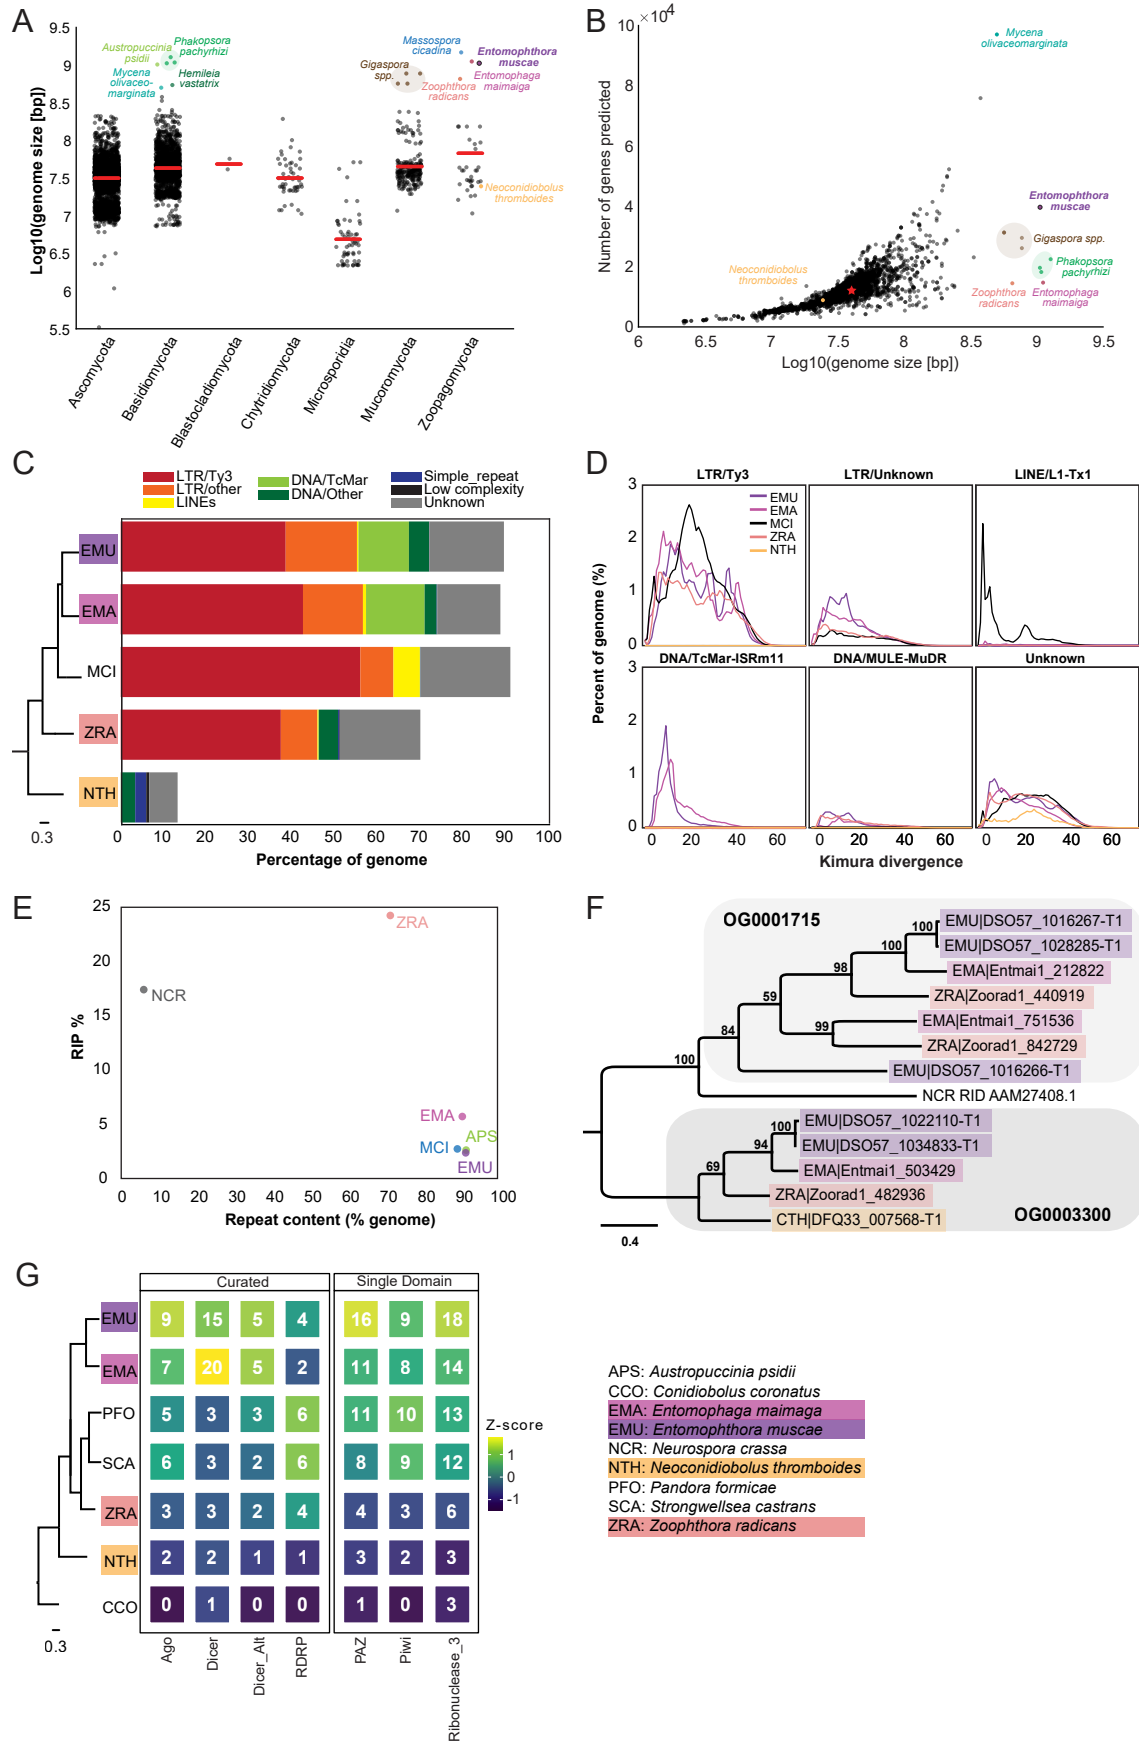 A
Log10(genome size [bp])
9.5
9
8.5
8
7.5
7
6.5
6
5.5
Austropuccinia
psidii
Phakopsora
pachyrhizi
Mycena
olivaceo-
marginata
Hemileia
vastatrix
Massospora
cicadina
Entomophthora
muscae
Gigaspora
spp.
Entomophaga
maimaiga
Zoophthora
radicans
Neoconidiobolus
thromboides
Ascomycota
Basidiomycota
Blastocladiomycota
Chytridiomycota
Microsporidia
Mucoromycota
Zoopagomycota
B
10 ×10⁴
8
6
4
2
0
Number of genes predicted
Mycena
olivaceomarginata
Entomophthora
muscae
Gigaspora spp.
Phakopsora
pachyrhizi
Neoconidiobolus
thromboides
Zoophthora
radicans
Entomophaga
maimaiga
6 6.5 7 7.5 8 8.5 9 9.5
Log10(genome size [bp])
C
LTR/Ty3
LTR/other
LINEs
DNA/TcMar
DNA/Other
Simple_repeat
Low complexity
Unknown
EMU
EMA
MCI
ZRA
NTH
0.3
0 10 20 30 40 50 60 70 80 90 100
Percentage of genome
D
LTR/Ty3 LTR/Unknown LINE/L1-Tx1
EMU
EMA
MCI
ZRA
NTH
3
2
1
0
DNA/TcMar-ISRm11 DNA/MULE-MuDR Unknown
3
2
1
0
Percent of genome (%)
0 20 40 60 0 20 40 60 0 20 40 60
Kimura divergence
E
25
20
15
10
5
0
RIP %
ZRA
NCR
EMA
APS
MCI
EMU
0 10 20 30 40 50 60 70 80 90 100
Repeat content (% genome)
F
OG0001715
EMU|DSO57_1016267-T1
EMU|DSO57_1028285-T1
EMA|Entmai1_212822
ZRA|Zoorad1_440919
EMA|Entmai1_751536
ZRA|Zoorad1_842729
EMU|DSO57_1016266-T1
NCR RID AAM27408.1
EMU|DSO57_1022110-T1
EMU|DSO57_1034833-T1
EMA|Entmai1_503429
ZRA|Zoorad1_482936
CTH|DFQ33_007568-T1
OG0003300
100
100
98
59
99
84
100
100
94
69
0.4
G
Curated Single Domain
EMU 9 15 5 4 16 9 18
EMA 7 20 5 2 11 8 14
PFO 5 3 3 6 11 10 13
SCA 6 3 2 6 8 9 12
ZRA 3 3 2 4 4 3 6
NTH 2 2 1 1 3 2 3
CCO 0 1 0 0 1 0 3
0.3
Ago
Dicer
Dicer_Alt
RDRP
PAZ
Piwi
Ribonuclease_3
Z-score
1
0
-1
APS: Austropuccinia psidii
CCO: Conidiobolus coronatus
EMA: Entomophaga maimaga
EMU: Entomophthora muscae
NCR: Neurospora crassa
NTH: Neoconidiobolus thromboides
PFO: Pandora formicae
SCA: Strongwellsea castrans
ZRA: Zoophthora radicans